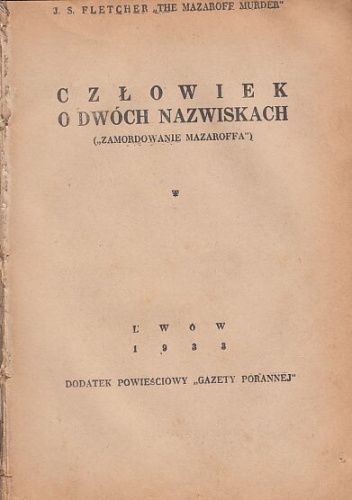 J. S. FLETCHER „THE MAZAROFF MURDER"
CZŁOWIEK
O DWÓCH NAZWISKACH
(„ZAMORDOWANIE MAZAROFFA")
LWÓW
1933
DODATEK POWIEŚCIOWY „GAZETY PORANNEJ"